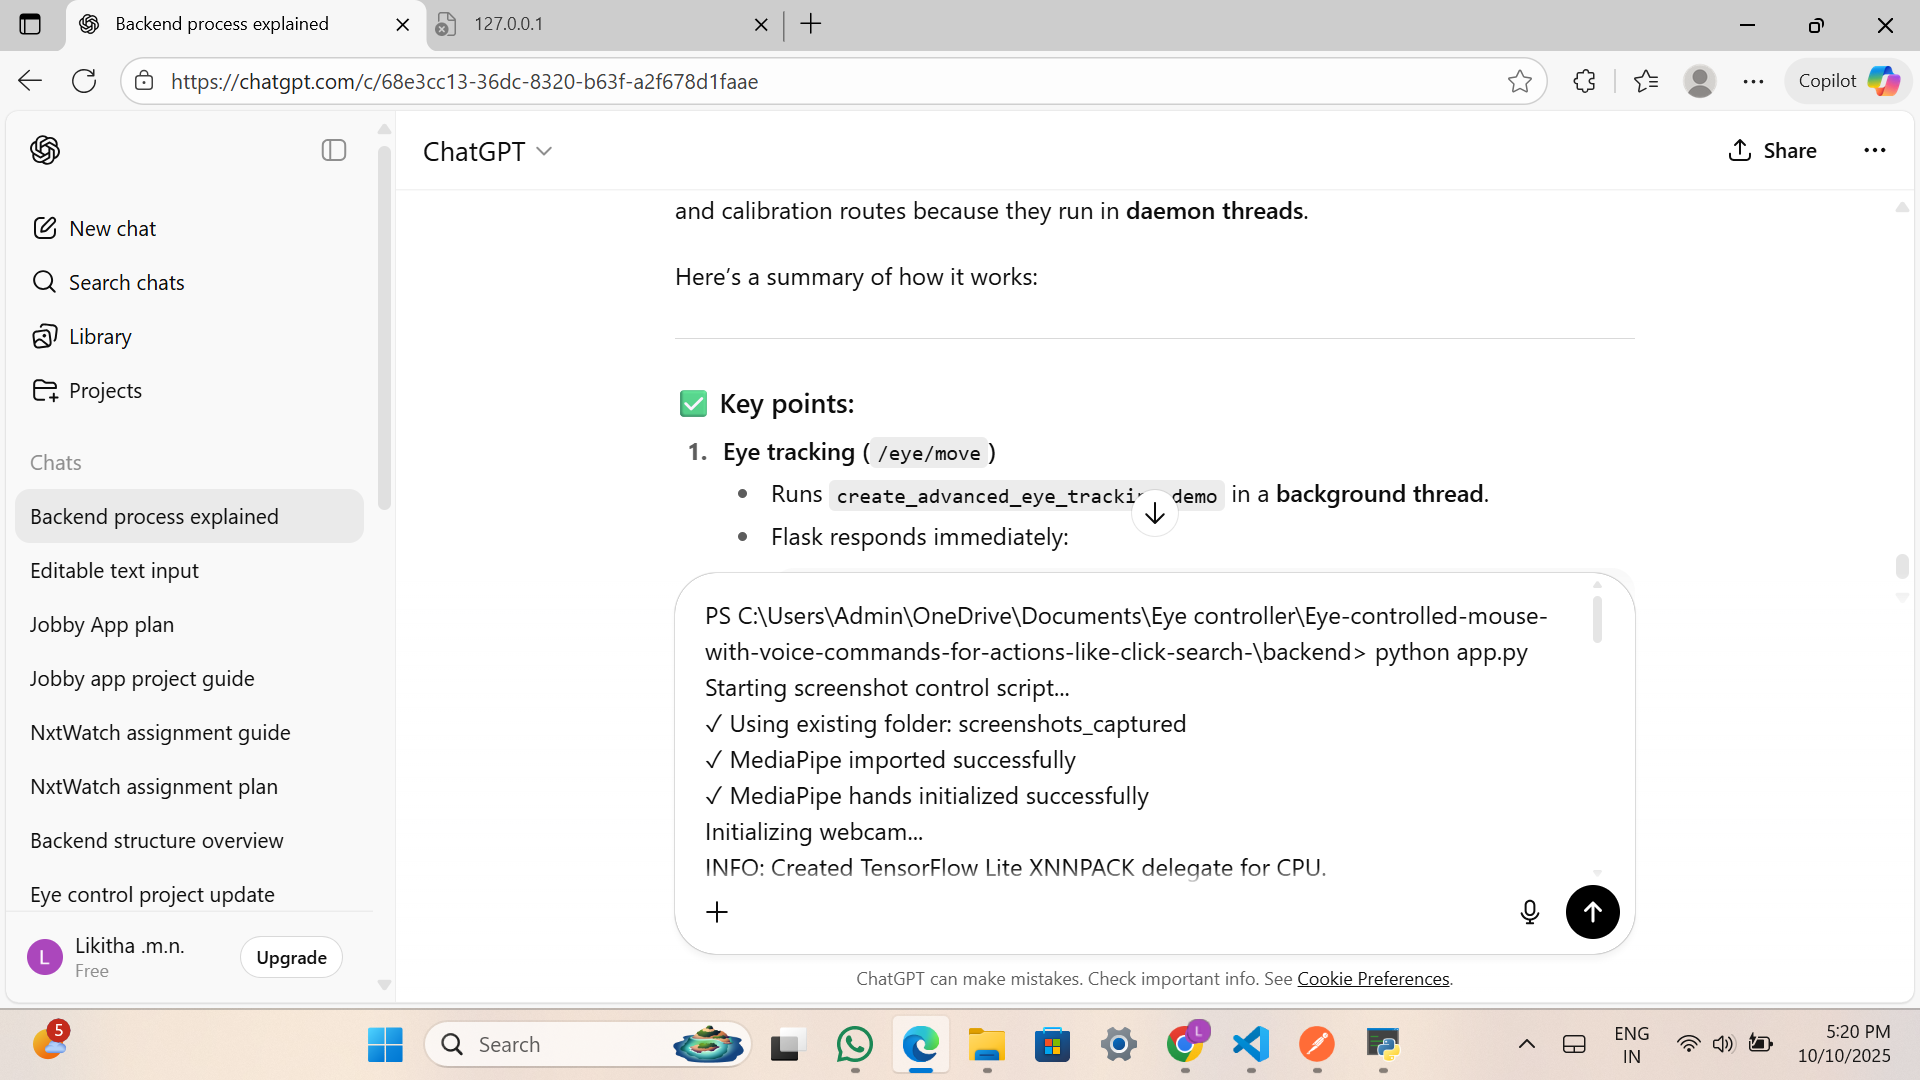 Backend process explained
127.0.0.1
https://chatgpt.com/c/68e3cc13-36dc-8320-b63f-a2f678d1faae
Copilot
New chat
Search chats
Library
Projects
Chats
Backend process explained
Editable text input
Jobby App plan
Jobby app project guide
NxtWatch assignment guide
NxtWatch assignment plan
Backend structure overview
Eye control project update
L
Likitha .m.n.
Free
Upgrade
ChatGPT
Share
and calibration routes because they run in daemon threads.
Here’s a summary of how it works:
✅ Key points:
1. Eye tracking ( /eye/move )
• Runs create_advanced_eye_tracking_demo in a background thread.
• Flask responds immediately:
PS C:\Users\Admin\OneDrive\Documents\Eye controller\Eye-controlled-mouse-
with-voice-commands-for-actions-like-click-search-\backend> python app.py
Starting screenshot control script...
✓ Using existing folder: screenshots_captured
✓ MediaPipe imported successfully
✓ MediaPipe hands initialized successfully
Initializing webcam...
INFO: Created TensorFlow Lite XNNPACK delegate for CPU.
ChatGPT can make mistakes. Check important info. See Cookie Preferences.
5
Search
L
ENG
IN
5:20 PM
10/10/2025